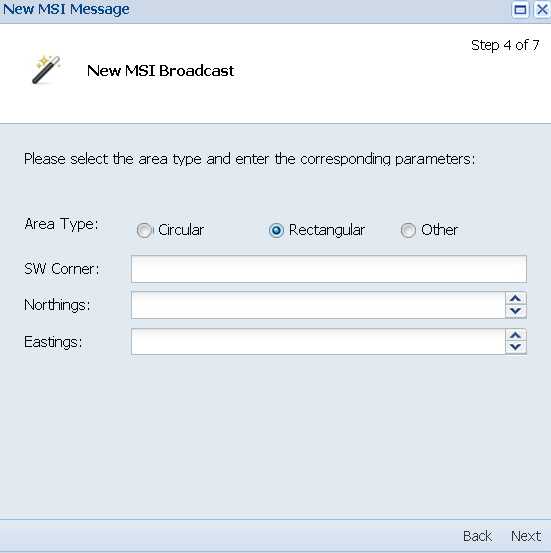 New MSI Message
Step 4 of 7
New MSI Broadcast
Please select the area type and enter the corresponding parameters:
Area Type: Circular Rectangular Other
SW Corner:
Northings:
Eastings:
Back Next